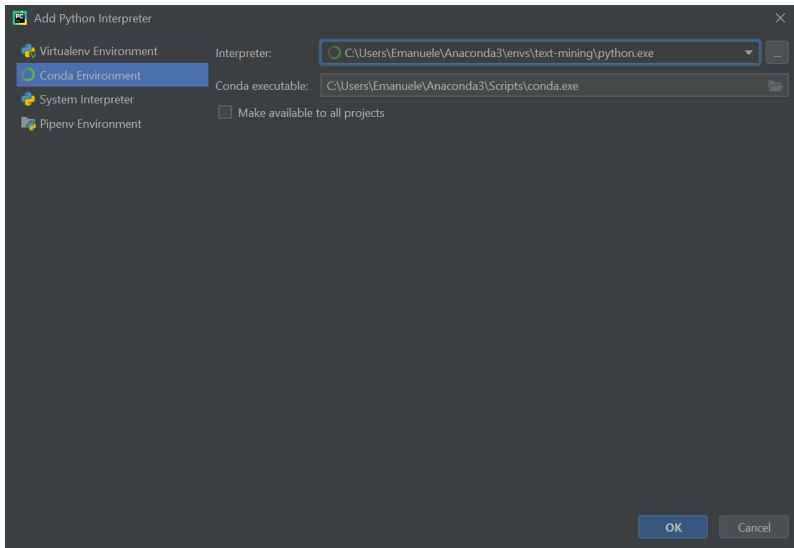 PC Add Python Interpreter
Virtualenv Environment
Conda Environment
System Interpreter
Pipenv Environment
Interpreter: C:\Users\Emanuele\Anaconda3\envs\text-mining\python.exe ...
Conda executable: C:\Users\Emanuele\Anaconda3\Scripts\conda.exe
Make available to all projects
OK Cancel